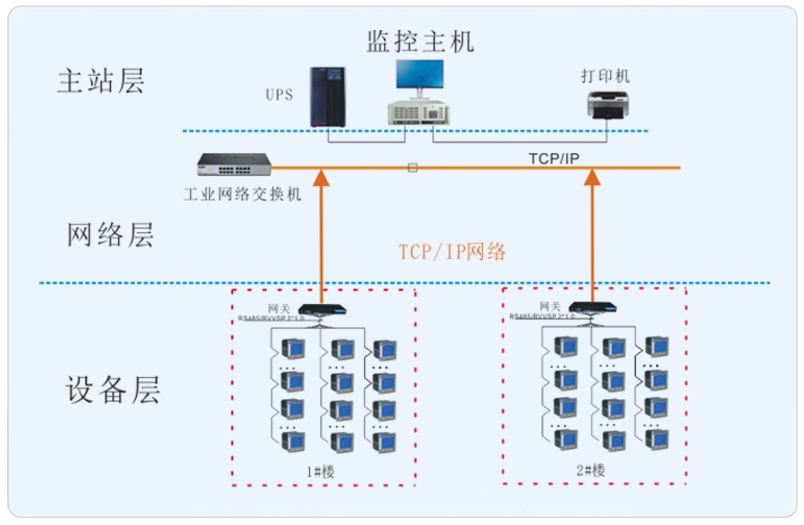 监控主机
主站层
UPS
打印机
TCP/IP
工业网络交换机
网络层
TCP/IP网络
网关
RS485/RVVSP 2*1.0
网关
RS485/RVVSP 2*1.0
设备层
1#楼
2#楼